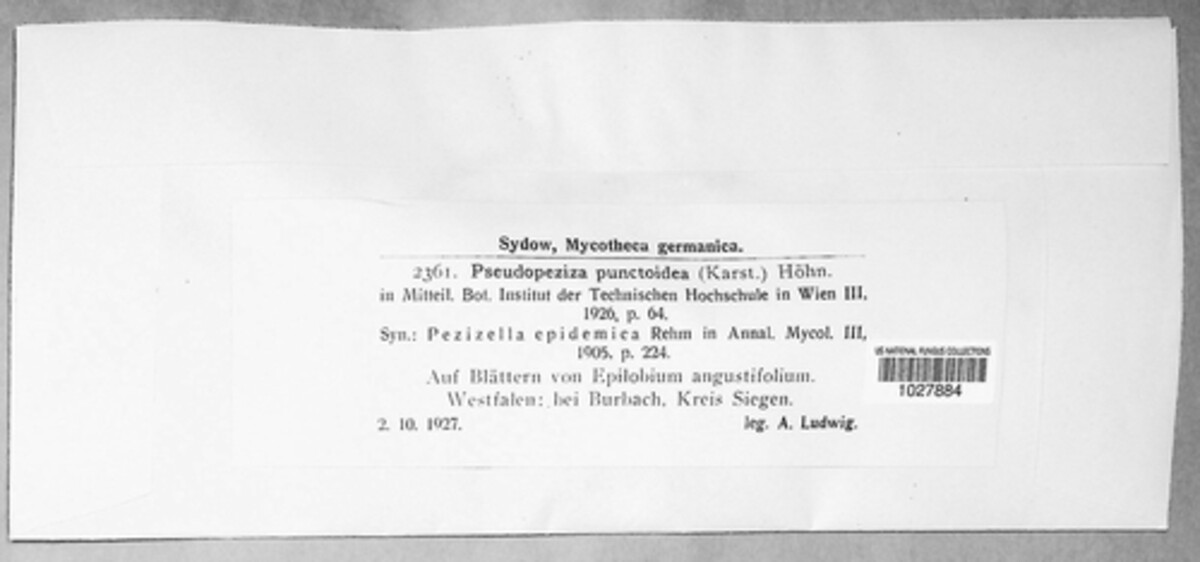 Sydow, Mycotheca germanica.
2361. Pseudopeziza punctoidea (Karst.) Höhn.
in Mitteil. Bot. Institut der Technischen Hochschule in Wien III,
1926, p. 64.
Syn.: Pezizella epidemica Rehm in Annal. Mycol. III,
1905. p. 224.
Auf Blättern von Epilobium angustifolium.
Westfalen: bei Burbach, Kreis Siegen.
2. 10. 1927. leg. A. Ludwig.
US NATIONAL FUNGUS COLLECTIONS
1027884